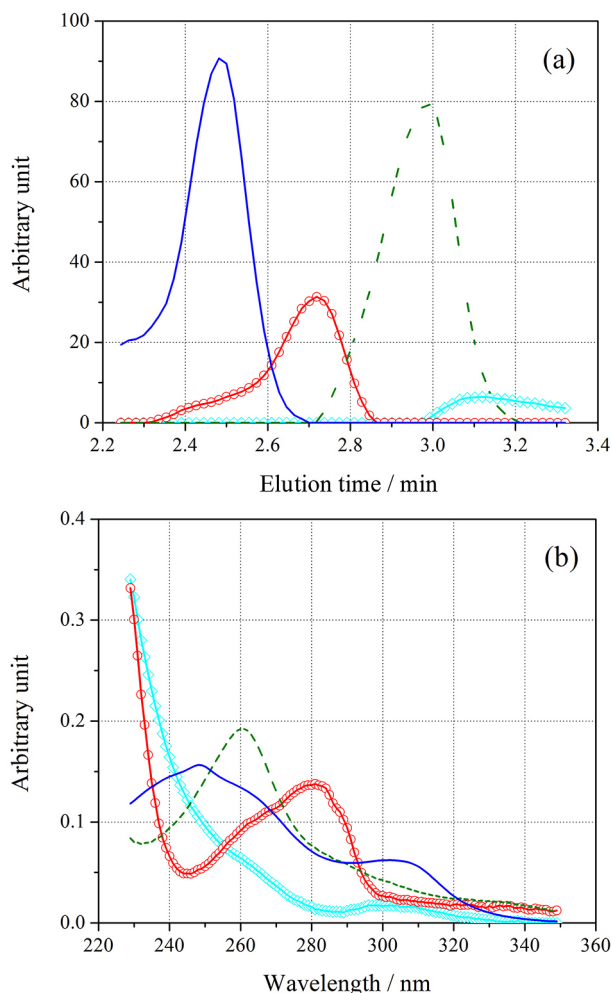 (a)
Arbitrary unit
100
80
60
40
20
0
2.2 2.4 2.6 2.8 3.0 3.2 3.4
Elution time / min
(b)
Arbitrary unit
0.4
0.3
0.2
0.1
0.0
220 240 260 280 300 320 340 360
Wavelength / nm